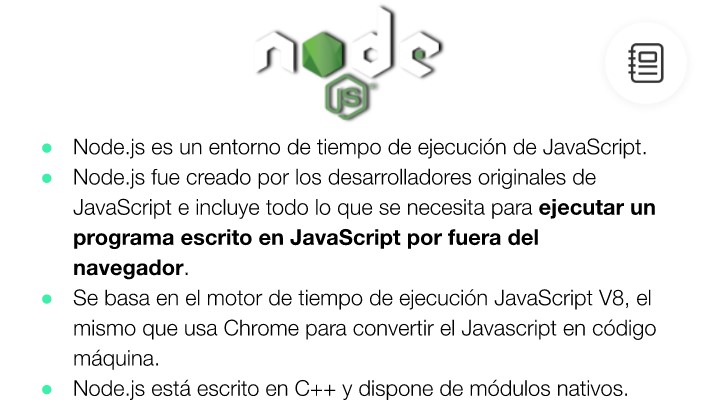 node
JS
Node.js es un entorno de tiempo de ejecución de JavaScript.
Node.js fue creado por los desarrolladores originales de
JavaScript e incluye todo lo que se necesita para ejecutar un
programa escrito en JavaScript por fuera del
navegador.
Se basa en el motor de tiempo de ejecución JavaScript V8, el
mismo que usa Chrome para convertir el Javascript en código
máquina.
Node.js está escrito en C++ y dispone de módulos nativos.